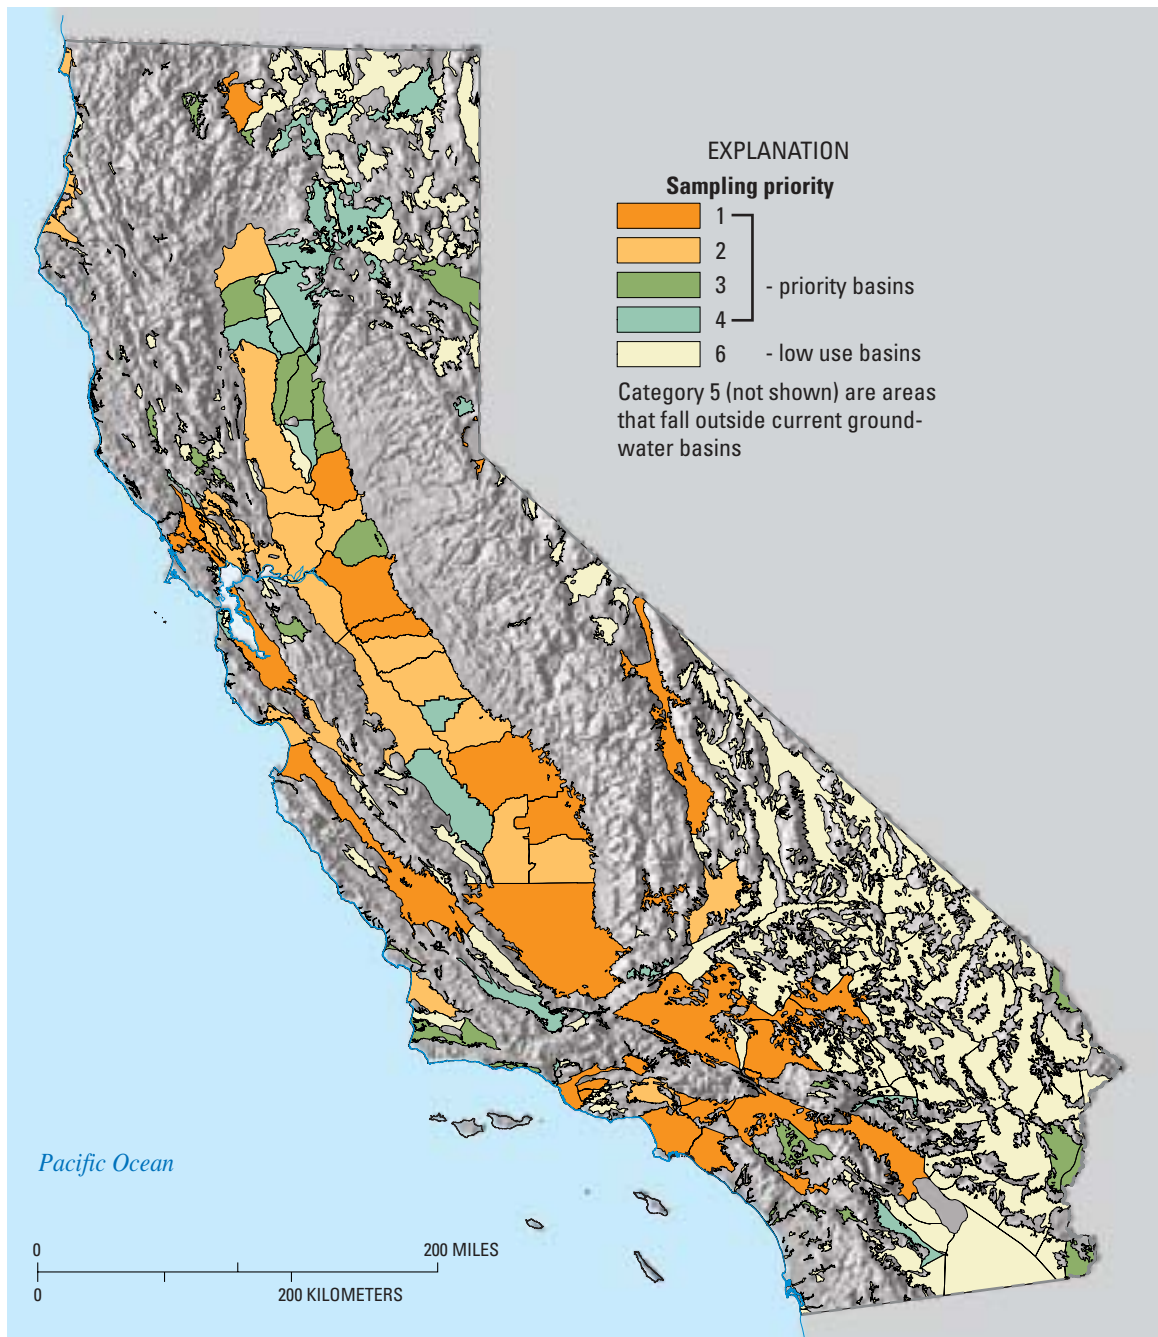 EXPLANATION
Sampling priority
1
2
3 - priority basins
4
6 - low use basins
Category 5 (not shown) are areas
that fall outside current ground-
water basins
Pacific Ocean
0 200 MILES
0 200 KILOMETERS